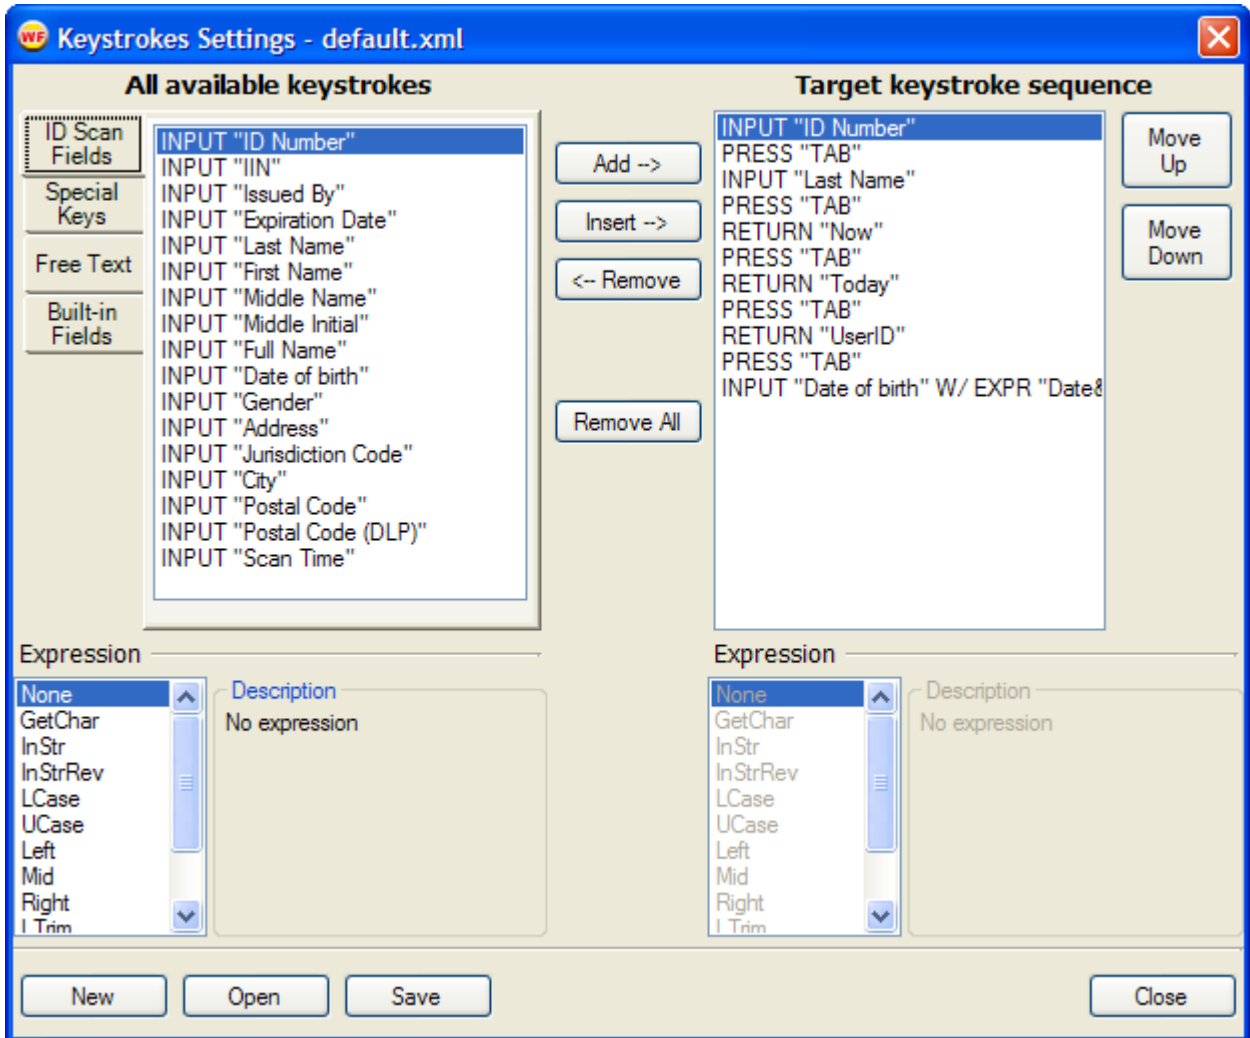 WF Keystrokes Settings - default.xml
All available keystrokes
Target keystroke sequence
ID Scan
Fields
Special
Keys
Free Text
Built-in
Fields
INPUT "ID Number"
INPUT "IIN"
INPUT "Issued By"
INPUT "Expiration Date"
INPUT "Last Name"
INPUT "First Name"
INPUT "Middle Name"
INPUT "Middle Initial"
INPUT "Full Name"
INPUT "Date of birth"
INPUT "Gender"
INPUT "Address"
INPUT "Jurisdiction Code"
INPUT "City"
INPUT "Postal Code"
INPUT "Postal Code (DLP)"
INPUT "Scan Time"
Add -->
Insert -->
<-- Remove
Remove All
INPUT "ID Number"
PRESS "TAB"
INPUT "Last Name"
PRESS "TAB"
RETURN "Now"
PRESS "TAB"
RETURN "Today"
PRESS "TAB"
RETURN "UserID"
PRESS "TAB"
INPUT "Date of birth" W/ EXPR "Date&
Move
Up
Move
Down
Expression
None
GetChar
InStr
InStrRev
LCase
UCase
Left
Mid
Right
LTrim
Description
No expression
Expression
None
GetChar
InStr
InStrRev
LCase
UCase
Left
Mid
Right
LTrim
Description
No expression
New
Open
Save
Close